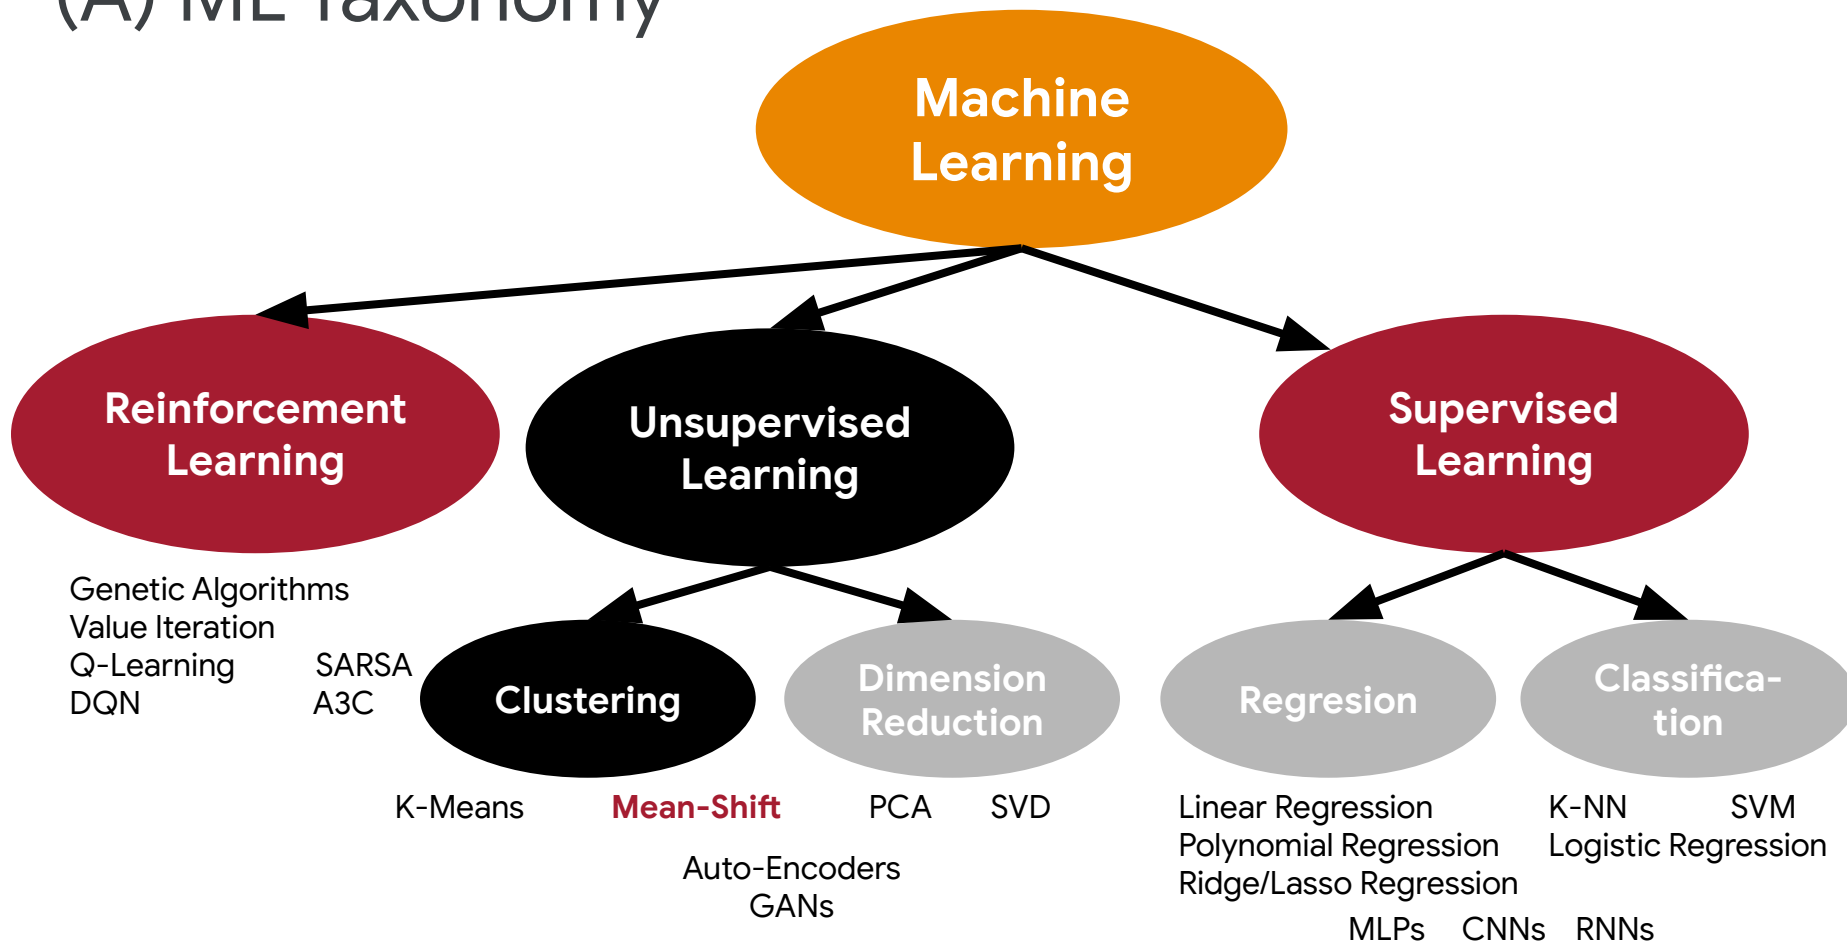 (A) ML Taxonomy
Machine
Learning
Reinforcement
Learning
Unsupervised
Learning
Supervised
Learning
Genetic Algorithms
Value Iteration
Q-Learning SARSA
DQN A3C
Clustering
Dimension
Reduction
Regresion
Classifica-
tion
K-Means Mean-Shift PCA SVD
Auto-Encoders
GANs
Linear Regression
Polynomial Regression
Ridge/Lasso Regression
K-NN SVM
Logistic Regression
MLPs CNNs RNNs